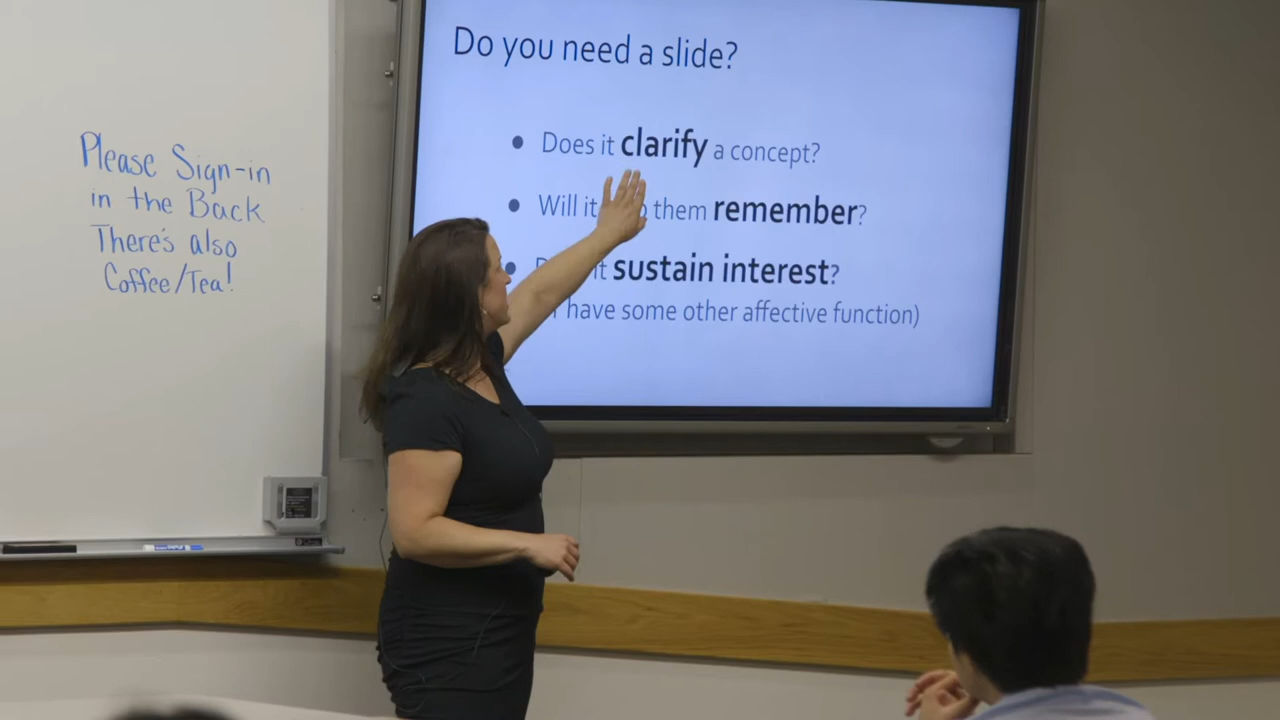 Please Sign-in
in the Back
There's also
Coffee/Tea!
Do you need a slide?
Does it clarify a concept?
Will it them remember?
sustain interest?
have some other affective function)